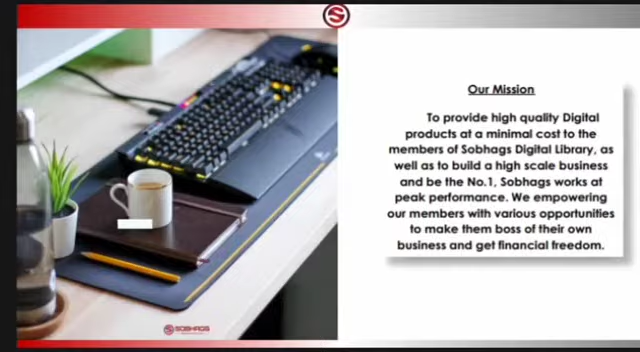 Our Mission
To provide high quality Digital
products at a minimal cost to the
members of Sobhags Digital Library, as
well as to build a high scale business
and be the No.1, Sobhags works at
peak performance. We empowering
our members with various opportunities
to make them boss of their own
business and get financial freedom.
SOBHAGS